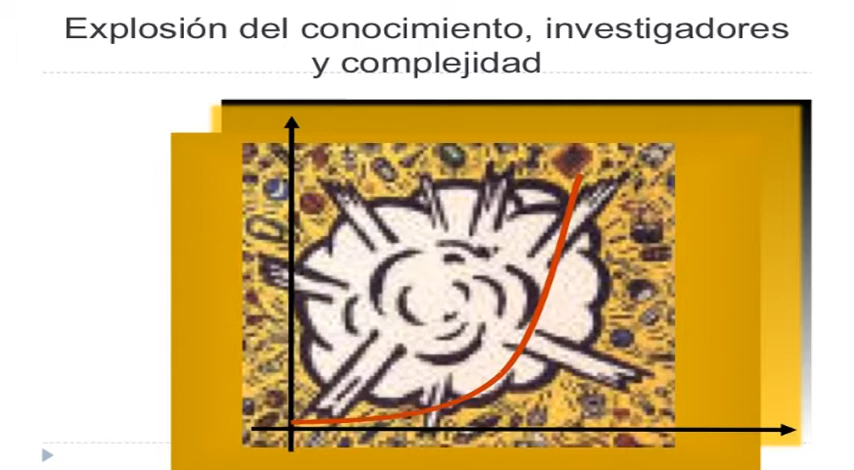 Explosión del conocimiento, investigadores
y complejidad